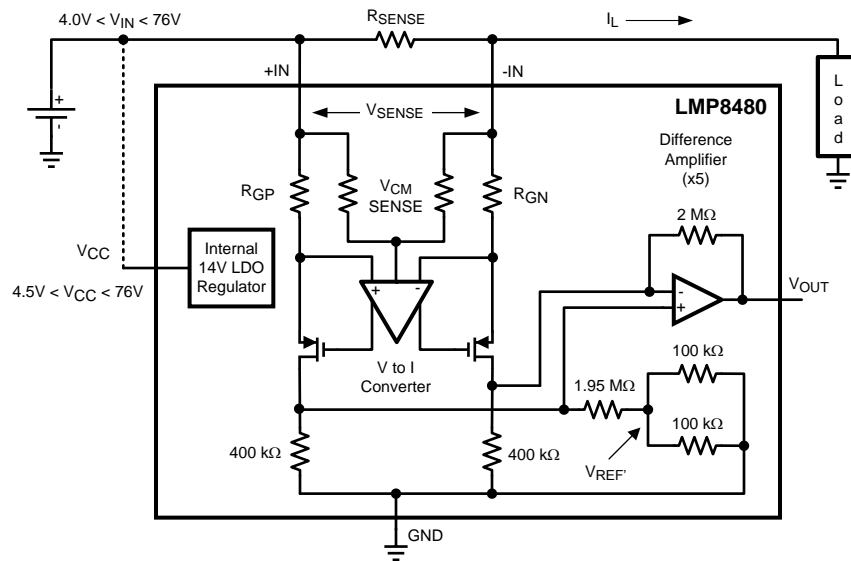 4.0V < VIN < 76V
RSENSE
IL
+IN
-IN
+
-
VSENSE
LMP8480
L
o
a
d
Difference
Amplifier
(x5)
RGP
VCM
SENSE
RGN
2 MΩ
VCC
Internal
14V LDO
Regulator
4.5V < VCC < 76V
+
-
-
+
VOUT
V to I
Converter
100 kΩ
1.95 MΩ
100 kΩ
400 kΩ
400 kΩ
VREF'
GND